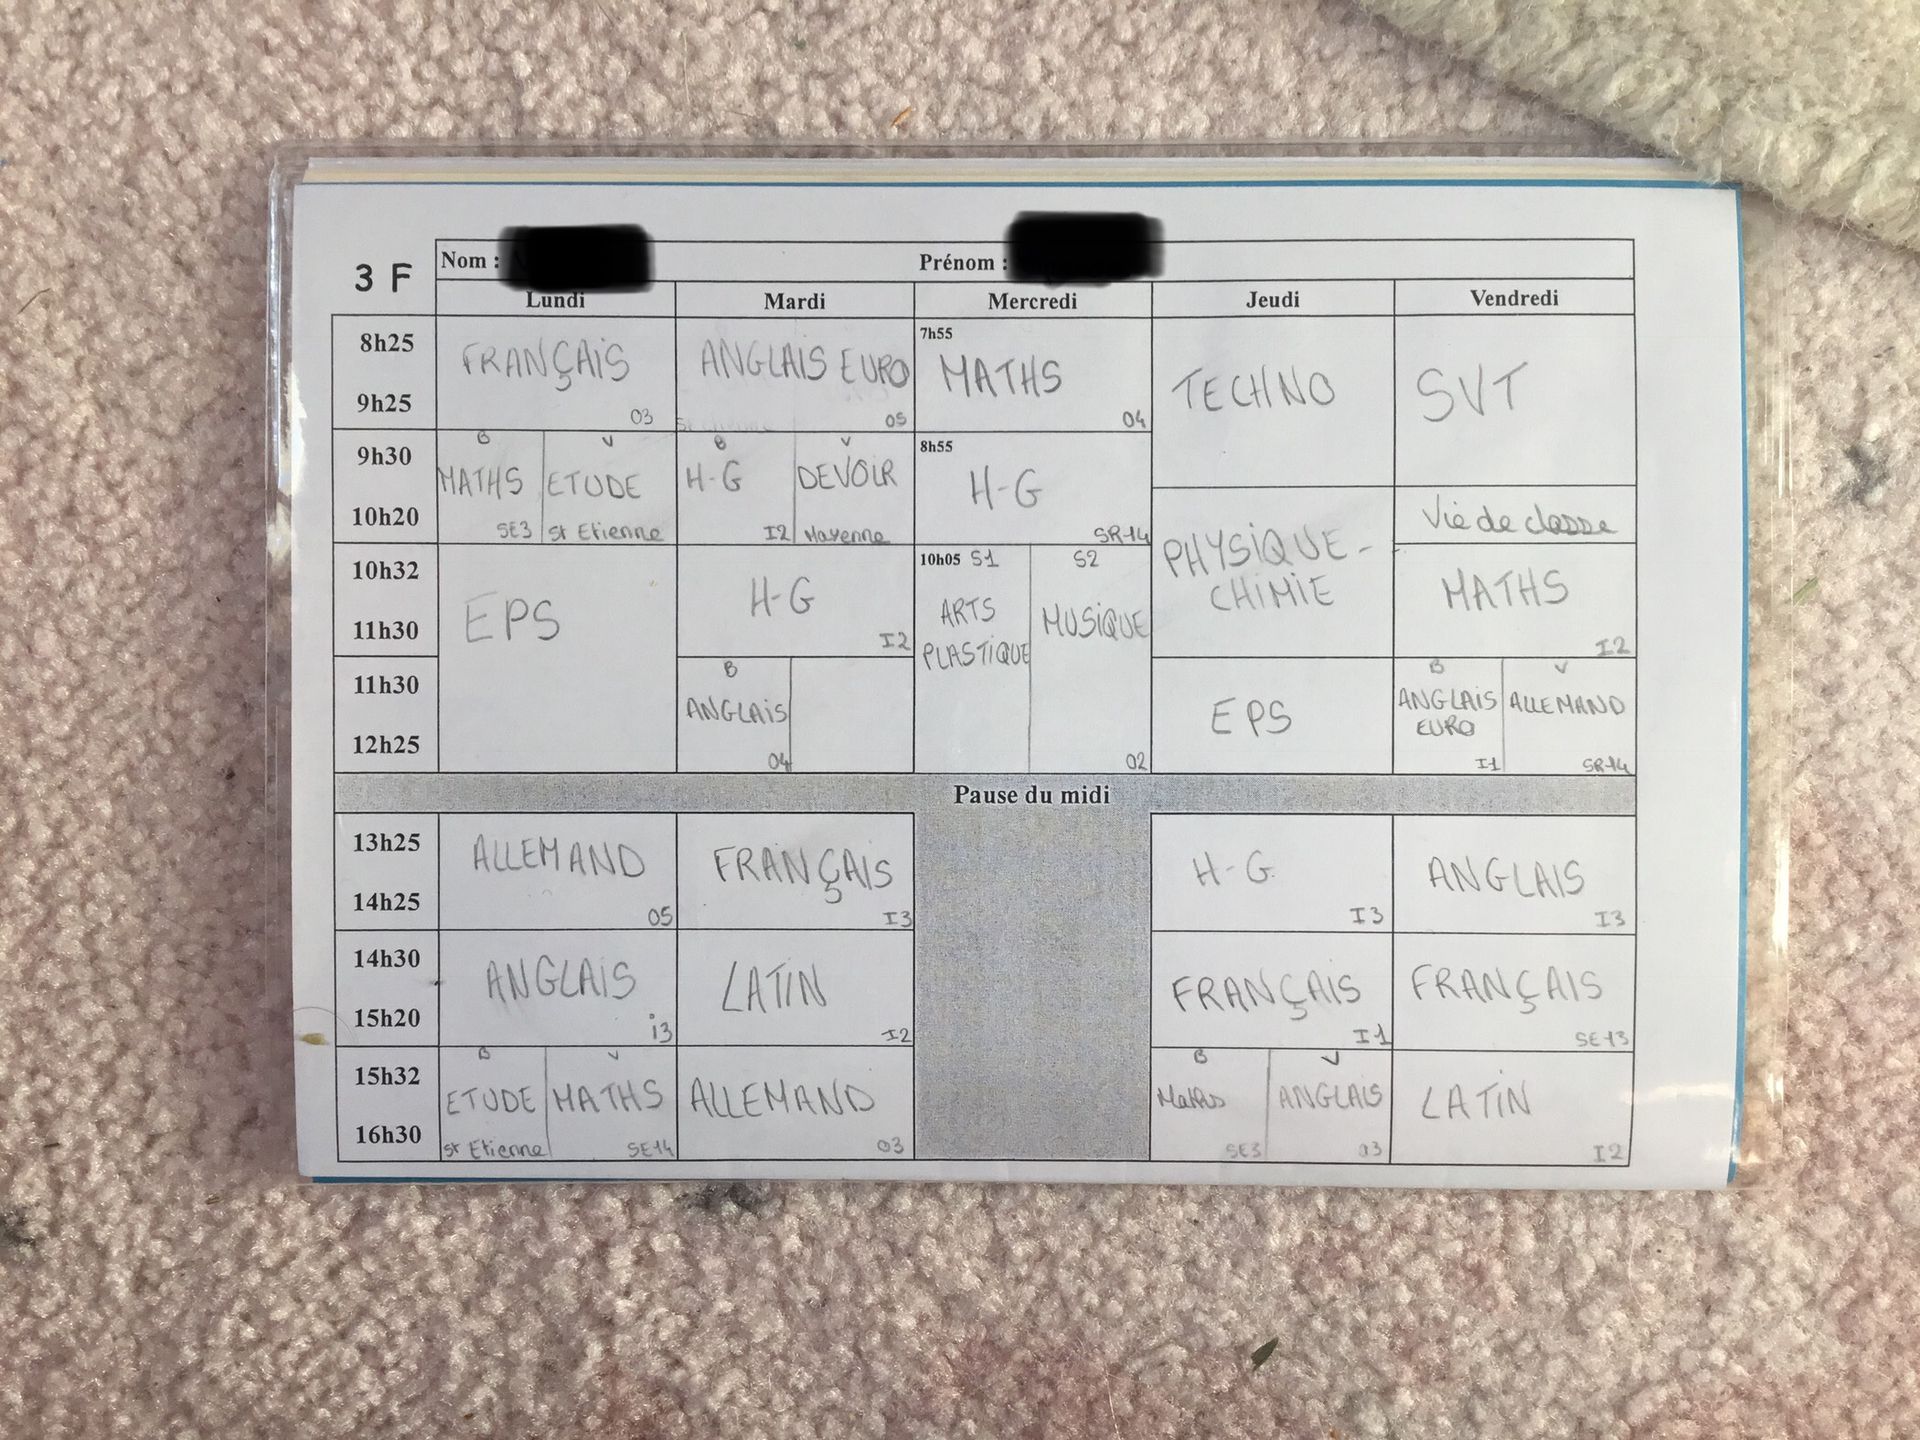 3 F
Nom :
Prénom :
Lundi Mardi Mercredi Jeudi Vendredi
8h25
9h25
FRANÇAIS
03
ANGLAIS EURO
05
7h55
MATHS
04
TECHNO
SVT
9h30
10h20
B
MATHS
SE3
V
ETUDE
St Etienne
B
H-G
I2
V
DEVOIR
Mayenne
8h55
H-G
SR14
PHYSIQUE-
CHIMIE
Vie de classe
10h32
11h30
EPS
H-G
I2
10h05 S1
ARTS
PLASTIQUE
S2
MUSIQUE
02
MATHS
I2
11h30
12h25
B
ANGLAIS
04
EPS
B
ANGLAIS
EURO
I1
V
ALLEMAND
SR14
Pause du midi
13h25
14h25
ALLEMAND
05
FRANÇAIS
I3
H-G
I3
ANGLAIS
I3
14h30
15h20
ANGLAIS
i3
LATIN
I2
FRANÇAIS
I1
FRANÇAIS
SE13
15h32
16h30
B
ETUDE
St Etienne
V
MATHS
SE14
ALLEMAND
03
B
Maths
SE3
V
ANGLAIS
03
LATIN
I2